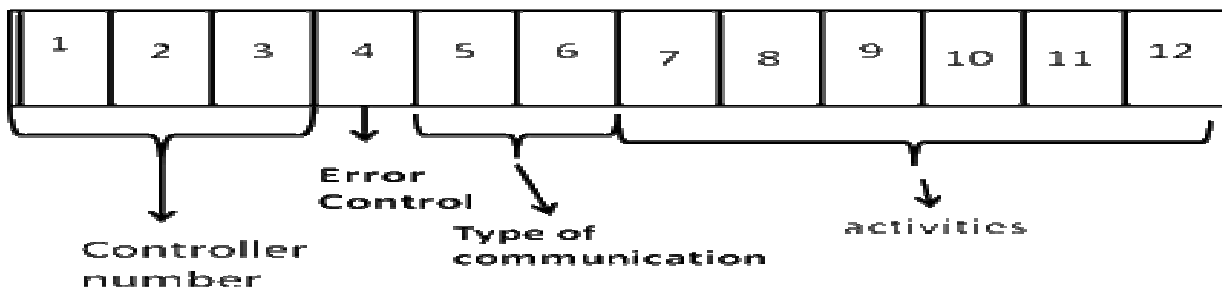 1 2 3 4 5 6 7 8 9 10 11 12
Error
Control
Type of
communication
activities
Controller
number